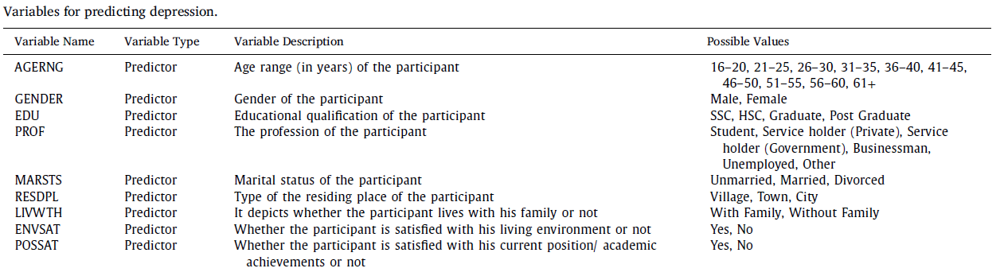 Variables for predicting depression.
Variable Name Variable Type Variable Description Possible Values
AGERNG Predictor Age range (in years) of the participant 16–20, 21–25, 26–30, 31–35, 36–40, 41–45,
46–50, 51–55, 56–60, 61+
GENDER Predictor Gender of the participant Male, Female
EDU Predictor Educational qualification of the participant SSC, HSC, Graduate, Post Graduate
PROF Predictor The profession of the participant Student, Service holder (Private), Service
holder (Government), Businessman,
Unemployed, Other
MARSTS Predictor Marital status of the participant Unmarried, Married, Divorced
RESDPL Predictor Type of the residing place of the participant Village, Town, City
LIVWTH Predictor It depicts whether the participant lives with his family or not With Family, Without Family
ENVSAT Predictor Whether the participant is satisfied with his living environment or not Yes, No
POSSAT Predictor Whether the participant is satisfied with his current position/ academic Yes, No
achievements or not